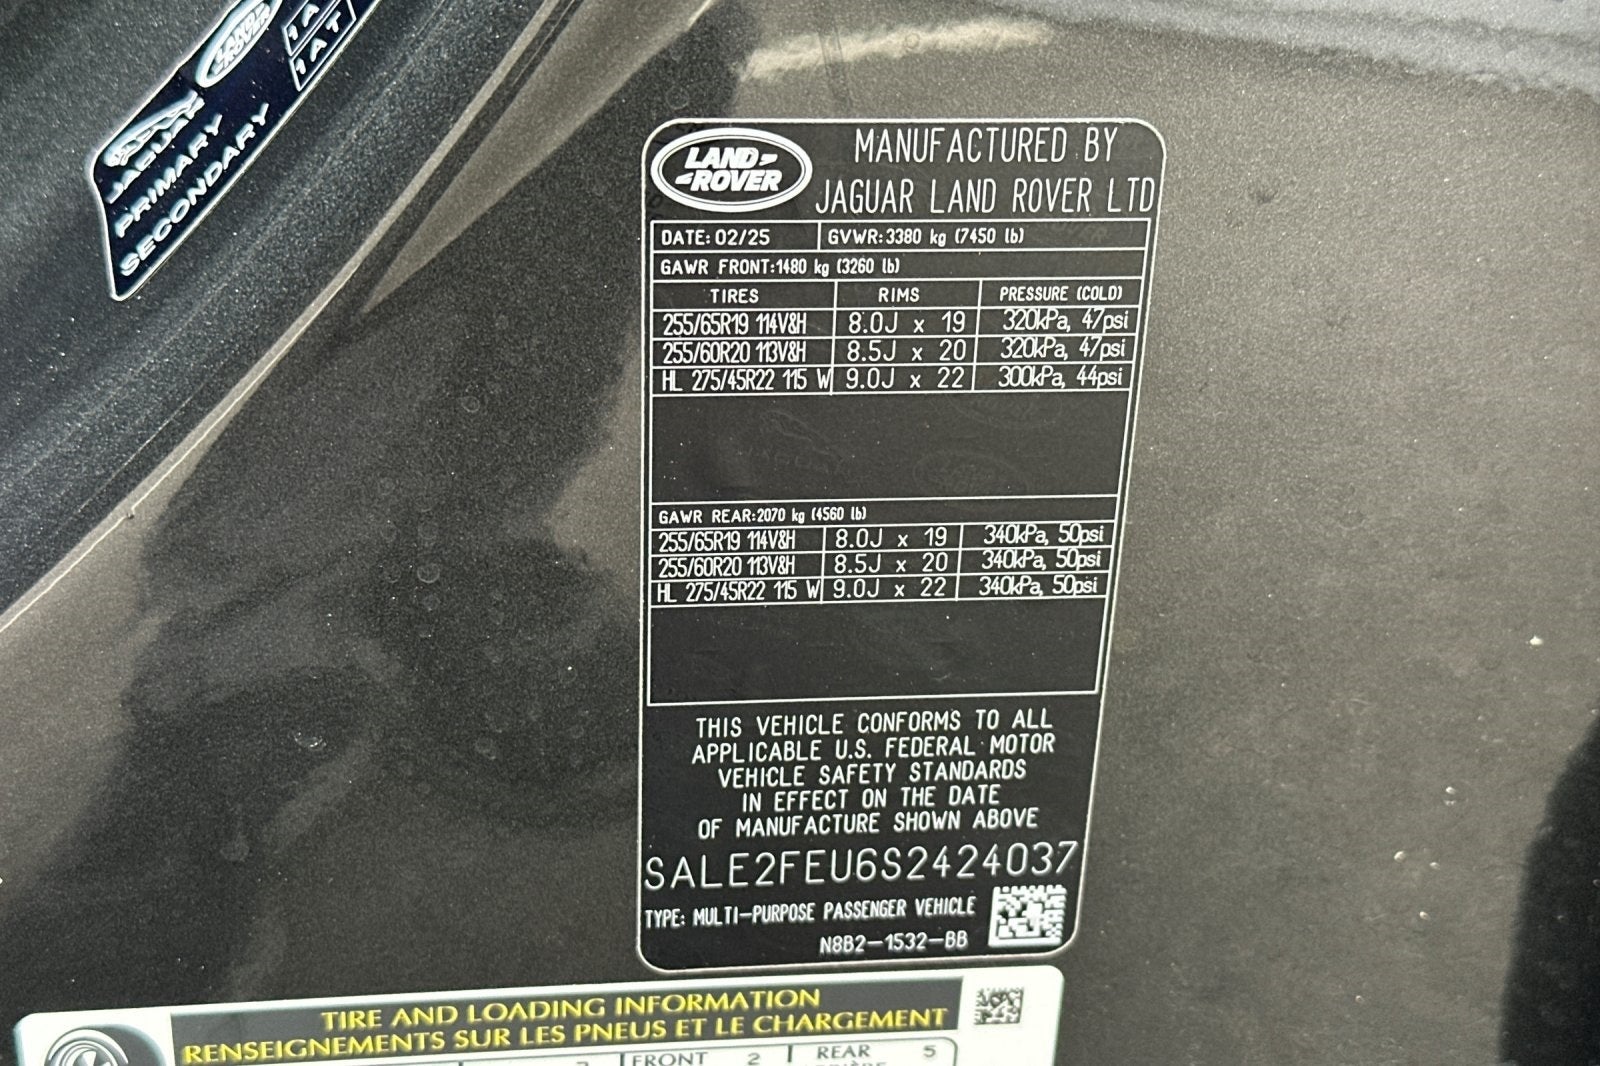 LAND ROVER
1A
1AT
JAGUAR
PRIMARY
SECONDARY
LAND
ROVER
MANUFACTURED BY
JAGUAR LAND ROVER LTD
DATE: 02/25 GVWR: 3380 kg (7450 lb)
GAWR FRONT: 1480 kg (3260 lb)
TIRES RIMS PRESSURE (COLD)
255/65R19 114V&H 8.0J x 19 320kPa, 47psi
255/60R20 113V&H 8.5J x 20 320kPa, 47psi
HL 275/45R22 115 W 9.0J x 22 300kPa, 44psi
GAWR REAR: 2070 kg (4560 lb)
255/65R19 114V&H 8.0J x 19 340kPa, 50psi
255/60R20 113V&H 8.5J x 20 340kPa, 50psi
HL 275/45R22 115 W 9.0J x 22 340kPa, 50psi
THIS VEHICLE CONFORMS TO ALL
APPLICABLE U.S. FEDERAL MOTOR
VEHICLE SAFETY STANDARDS
IN EFFECT ON THE DATE
OF MANUFACTURE SHOWN ABOVE
SALE2FEU6S2424037
TYPE: MULTI-PURPOSE PASSENGER VEHICLE
N8B2-1532-BB
TIRE AND LOADING INFORMATION
RENSEIGNEMENTS SUR LES PNEUS ET LE CHARGEMENT
FRONT 2 REAR 5